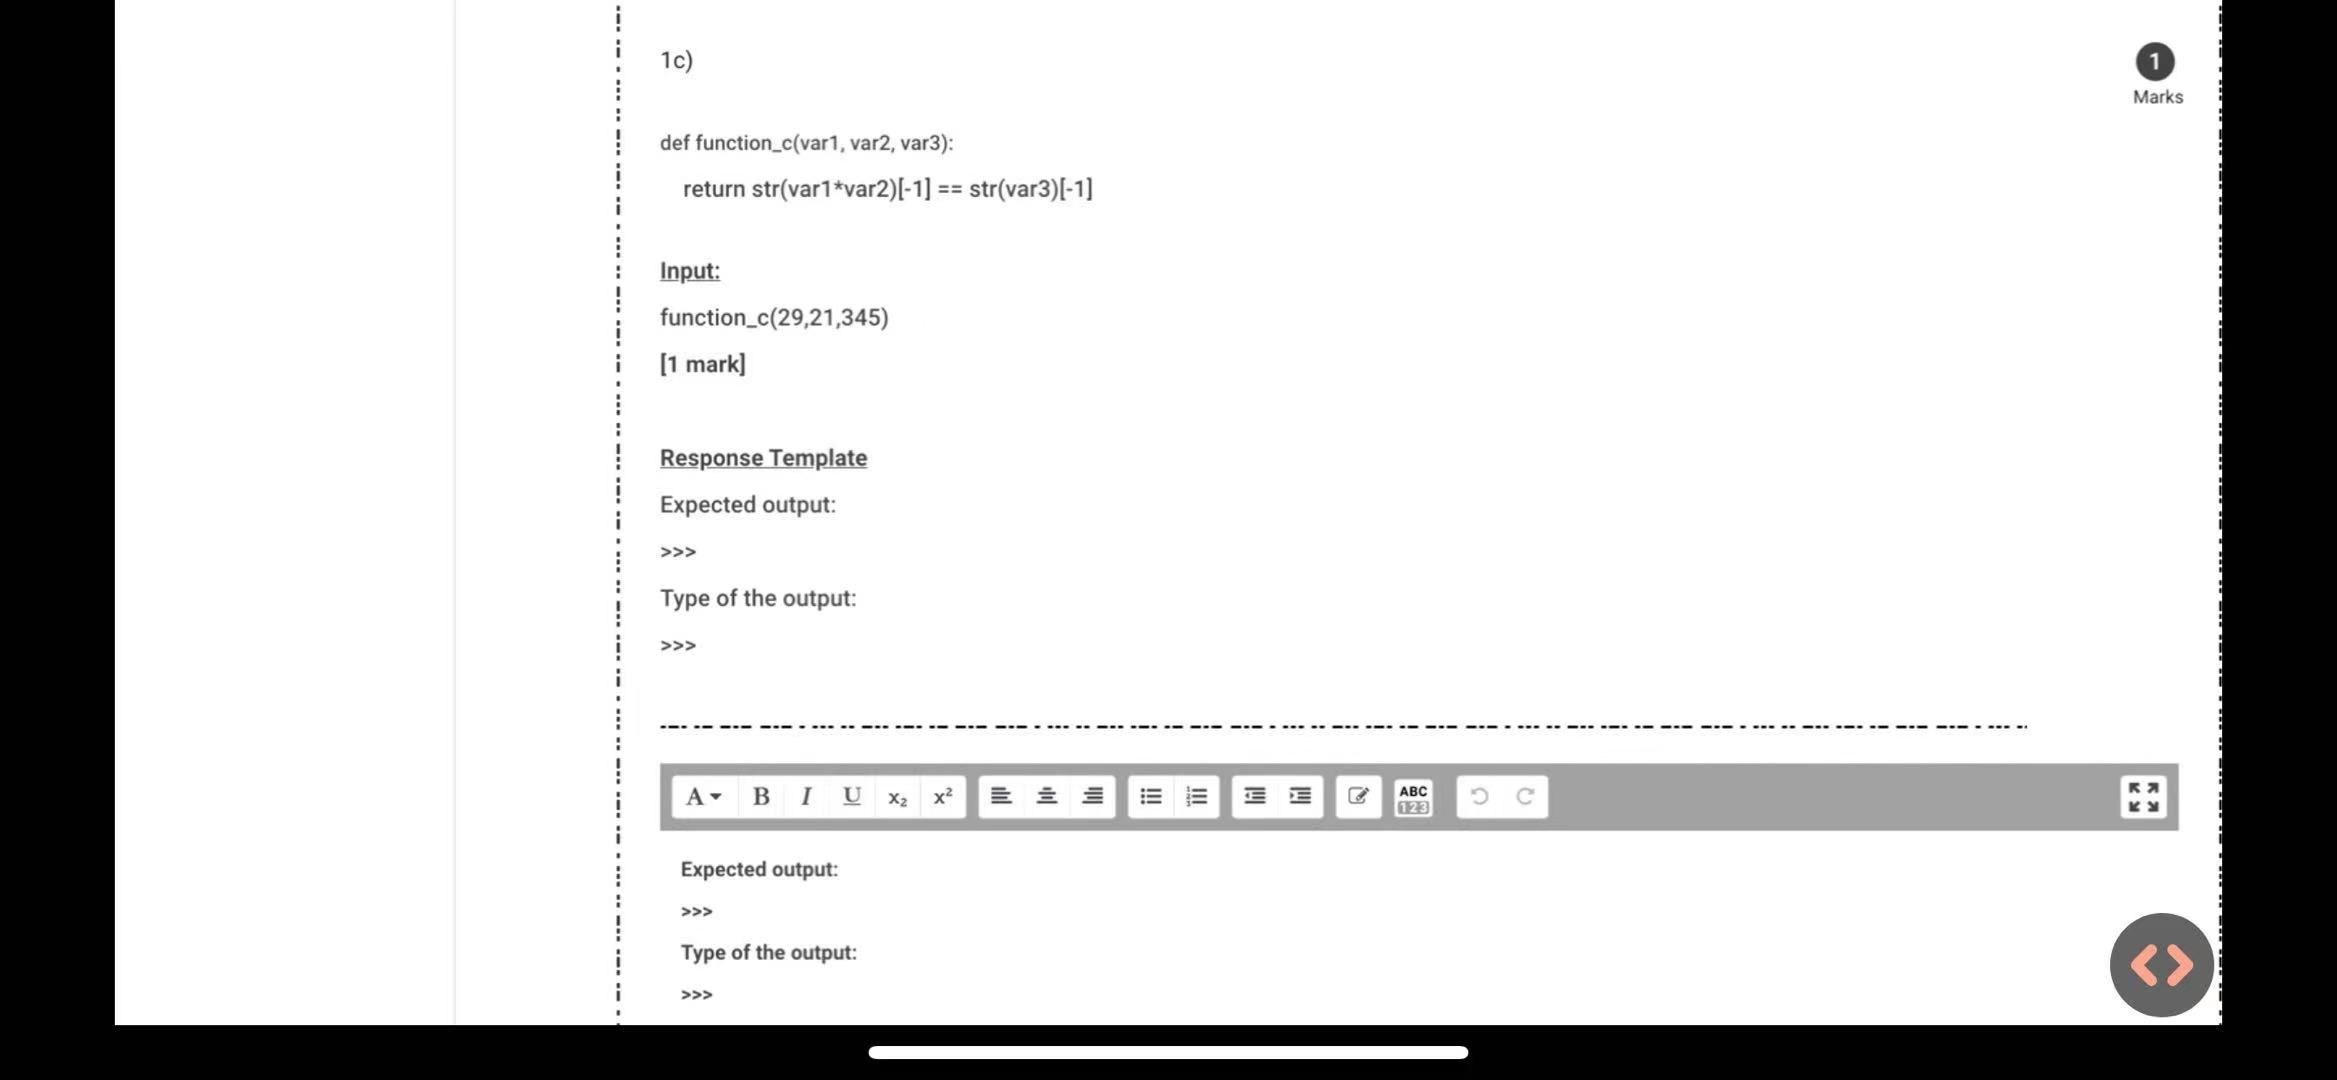 1c)
1
Marks
def function_c(var1, var2, var3):
return str(var1*var2)[-1] == str(var3)[-1]
Input:
function_c(29,21,345)
[1 mark]
Response Template
Expected output:
>>>
Type of the output:
>>>
A B I U x₂ x² ABC
123
Expected output:
>>>
Type of the output:
>>>